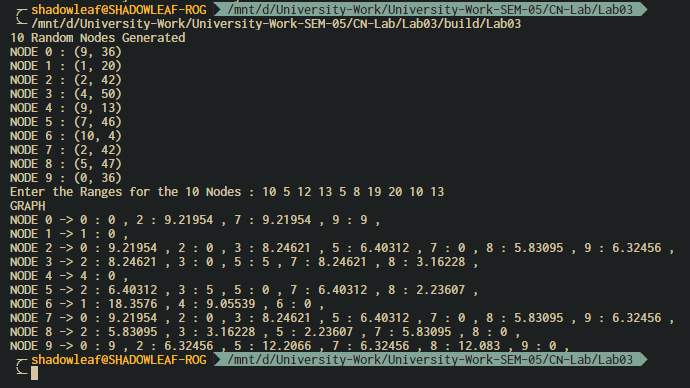 shadowleaf@SHADOWLEAF-ROG /mnt/d/University-Work/University-Work-SEM-05/CN-Lab/Lab03
/mnt/d/University-Work/University-Work-SEM-05/CN-Lab/Lab03/build/Lab03
10 Random Nodes Generated
NODE 0 : (9, 36)
NODE 1 : (1, 20)
NODE 2 : (2, 42)
NODE 3 : (4, 50)
NODE 4 : (9, 13)
NODE 5 : (7, 46)
NODE 6 : (10, 4)
NODE 7 : (2, 42)
NODE 8 : (5, 47)
NODE 9 : (0, 36)
Enter the Ranges for the 10 Nodes : 10 5 12 13 5 8 19 20 10 13
GRAPH
NODE 0 -> 0 : 0 , 2 : 9.21954 , 7 : 9.21954 , 9 : 9 ,
NODE 1 -> 1 : 0 ,
NODE 2 -> 0 : 9.21954 , 2 : 0 , 3 : 8.24621 , 5 : 6.40312 , 7 : 0 , 8 : 5.83095 , 9 : 6.32456 ,
NODE 3 -> 2 : 8.24621 , 3 : 0 , 5 : 5 , 7 : 8.24621 , 8 : 3.16228 ,
NODE 4 -> 4 : 0 ,
NODE 5 -> 2 : 6.40312 , 3 : 5 , 5 : 0 , 7 : 6.40312 , 8 : 2.23607 ,
NODE 6 -> 1 : 18.3576 , 4 : 9.05539 , 6 : 0 ,
NODE 7 -> 0 : 9.21954 , 2 : 0 , 3 : 8.24621 , 5 : 6.40312 , 7 : 0 , 8 : 5.83095 , 9 : 6.32456 ,
NODE 8 -> 2 : 5.83095 , 3 : 3.16228 , 5 : 2.23607 , 7 : 5.83095 , 8 : 0 ,
NODE 9 -> 0 : 9 , 2 : 6.32456 , 5 : 12.2066 , 7 : 6.32456 , 8 : 12.083 , 9 : 0 ,
shadowleaf@SHADOWLEAF-ROG /mnt/d/University-Work/University-Work-SEM-05/CN-Lab/Lab03